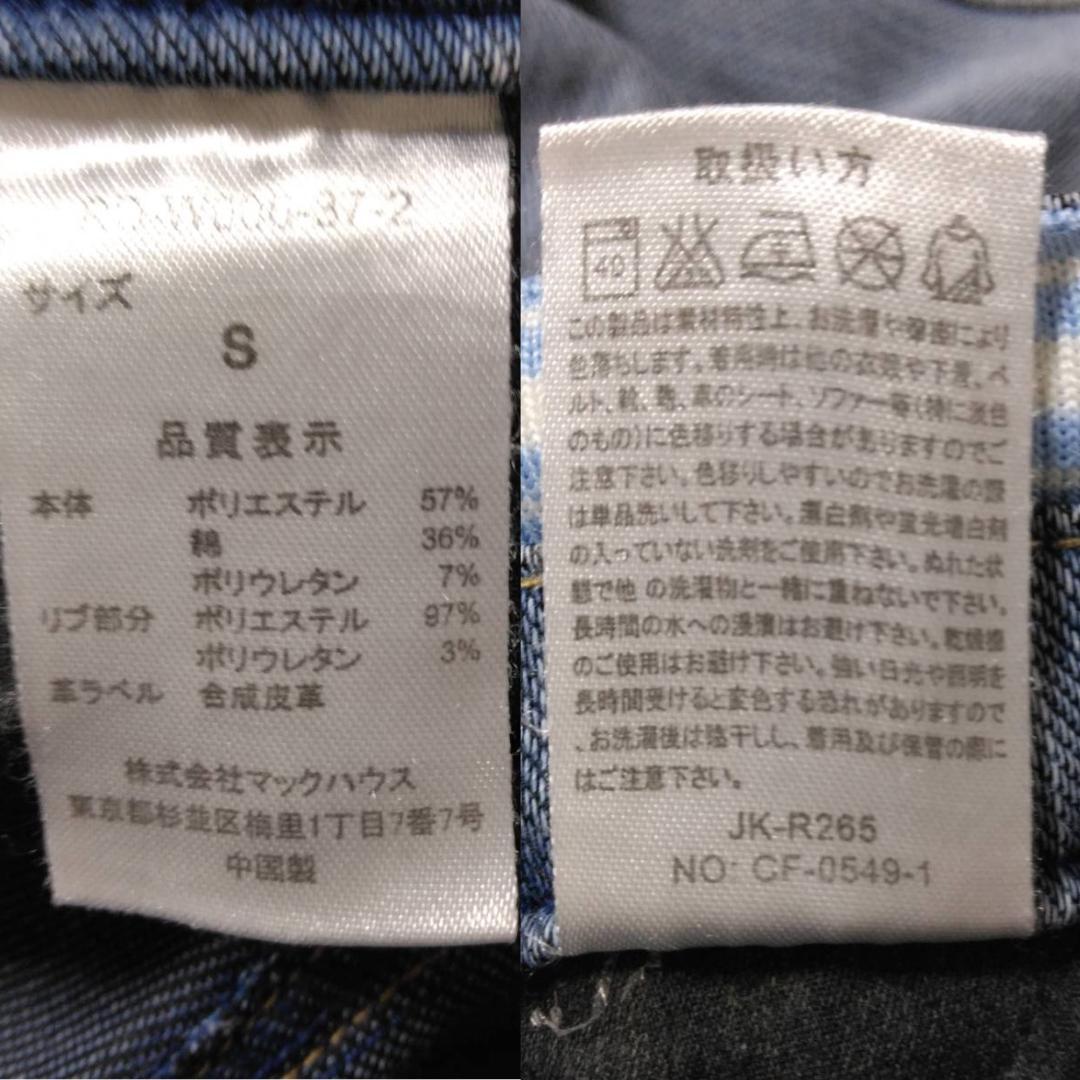 -37-2
サイズ
S
品質表示
本体 ポリエステル 57%
綿 36%
ポリウレタン 7%
リブ部分 ポリエステル 97%
ポリウレタン 3%
革ラベル 合成皮革
株式会社マックハウス
東京都杉並区梅里1丁目7番7号
中国製
取扱い方
40
この製品は素材特性上、お洗濯や摩擦により
色落ちします。着用時は他の衣服や下着、ベ
ルト、靴、鞄、車のシート、ソファー等(特に淡色
のもの)に色移りする場合がありますのでご
注意下さい。色移りしやすいのでお洗濯の際
は単品洗いして下さい。漂白剤や蛍光増白剤
の入っていない洗剤をご使用下さい。ぬれた状
態で他 の洗濯物と一緒に重ねないで下さい。
長時間の水への浸漬はお避け下さい。乾燥機
のご使用はお避け下さい。強い日光や照明を
長時間受けると変色する恐れがありますので
、お洗濯後は陰干しし、着用及び保管の際に
はご注意下さい。
JK-R265
NO: CF-0549-1